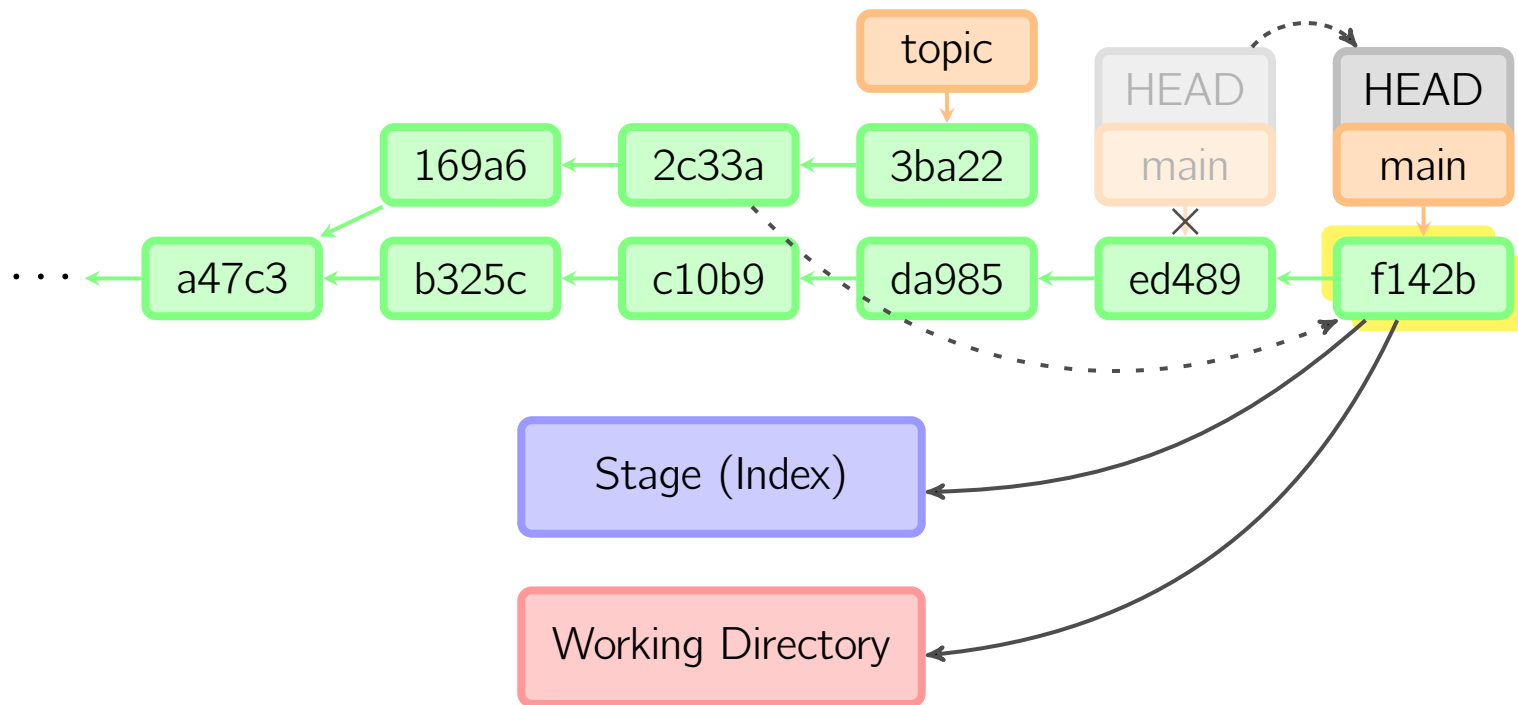 topic
HEAD
HEAD
169a6
2c33a
3ba22
main
main
...
a47c3
b325c
c10b9
da985
ed489
f142b
Stage (Index)
Working Directory